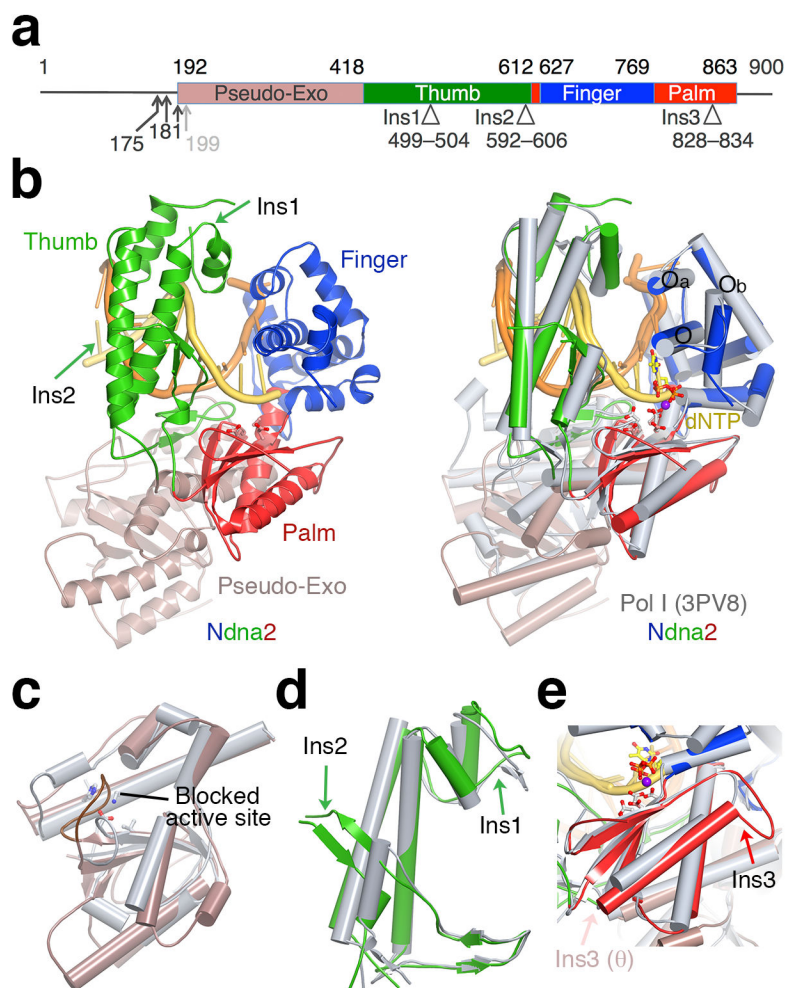 a
1 192 418 612 627 769 863 900
Pseudo-Exo Thumb Finger Palm
Ins1 Ins2 Ins3
175 181 199 499–504 592–606 828–834
b
Ins1
Thumb
Finger
Ins2
Palm
Pseudo-Exo
Ndna2
Oa
Ob
O
dNTP
Pol I (3PV8)
Ndna2
c
Blocked
active site
d
Ins2
Ins1
e
Ins3
Ins3 (θ)